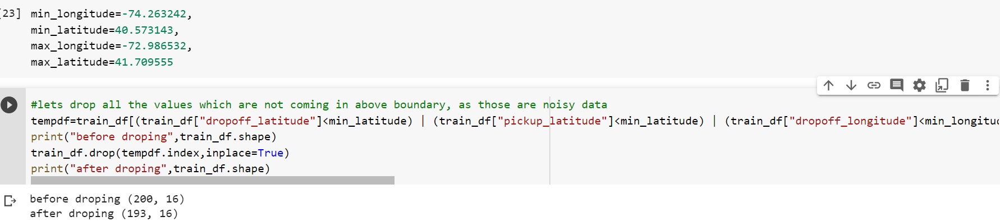 [23] min_longitude=-74.263242,
min_latitude=40.573143,
max_longitude=-72.986532,
max_latitude=41.709555
#lets drop all the values which are not coming in above boundary, as those are noisy data
tempdf=train_df[(train_df["dropoff_latitude"]<min_latitude) | (train_df["pickup_latitude"]<min_latitude) | (train_df["dropoff_longitude"]<min_longitud
print("before droping",train_df.shape)
train_df.drop(tempdf.index,inplace=True)
print("after droping",train_df.shape)
before droping (200, 16)
after droping (193, 16)